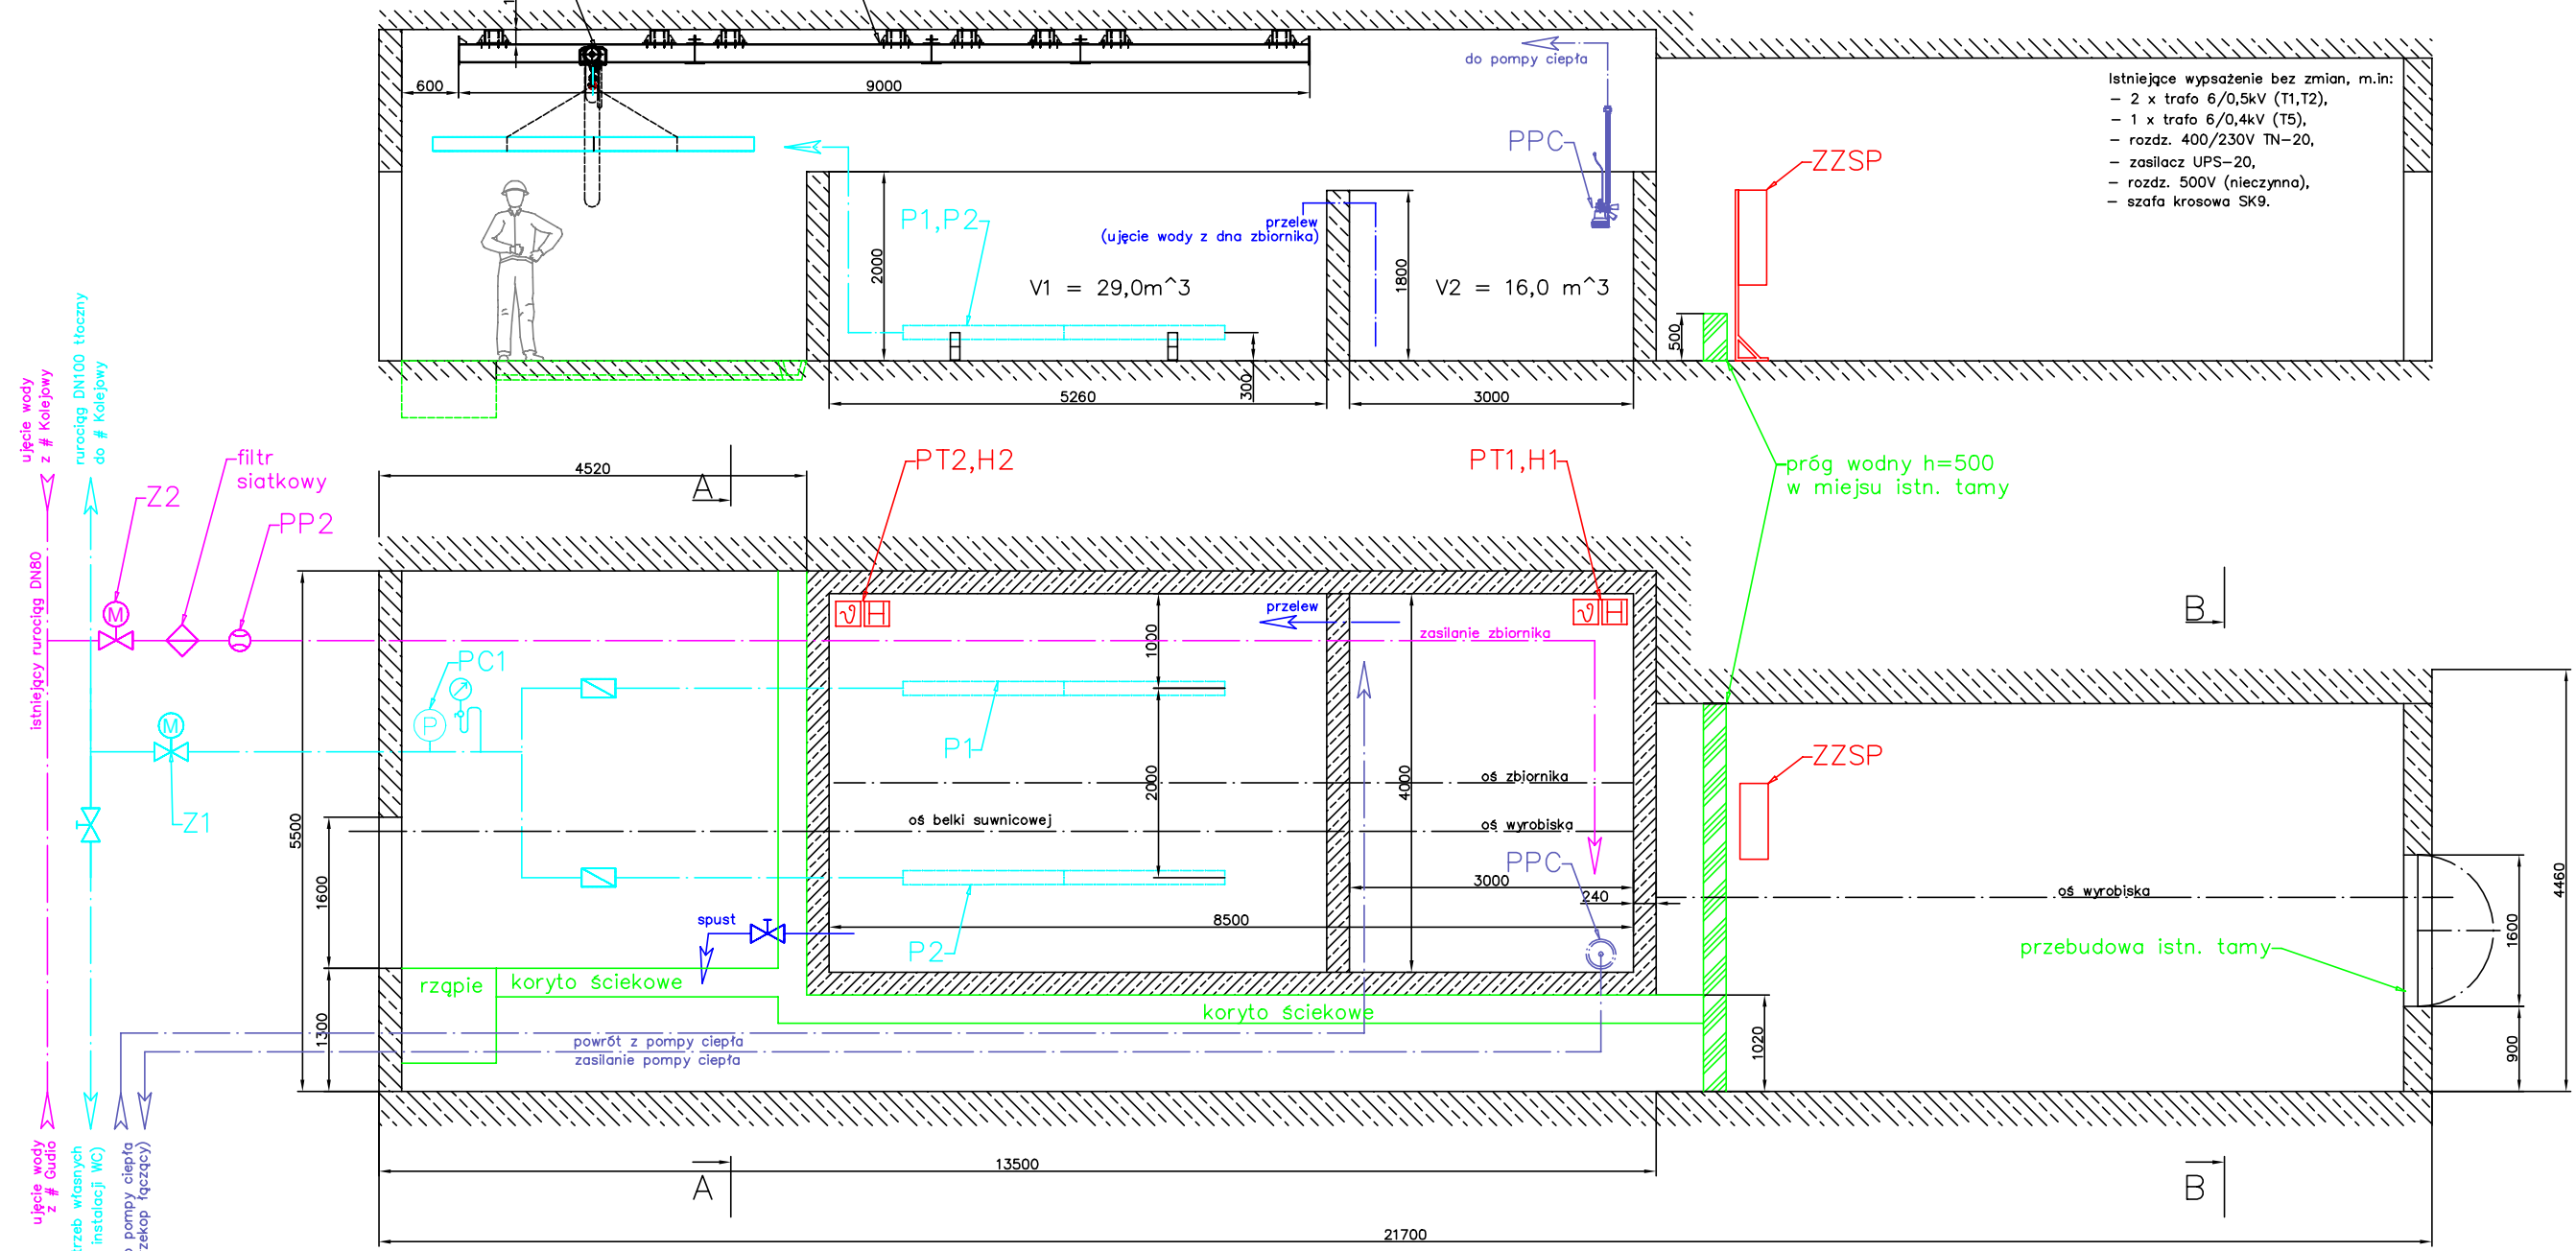 do pompy ciepła
Istniejące wypsażenie bez zmian, m.in:
– 2 x trafo 6/0,5kV (T1,T2),
– 1 x trafo 6/0,4kV (T5),
– rozdz. 400/230V TN–20,
– zasilacz UPS–20,
– rozdz. 500V (nieczynna),
– szafa krosowa SK9.
600
9000
PPC
ZZSP
P1,P2
przelew
(ujęcie wody z dna zbiornika)
2000
V1 = 29,0m^3
1800
V2 = 16,0 m^3
500
300
5260
3000
ujęcie wody
z # Kolejowy
rurociąg DN100 tłoczny
do # Kolejowy
filtr
siatkowy
Z2
PP2
4520
A
PT2,H2
PT1,H1
próg wodny h=500
w miejsu istn. tamy
istniejący rurociąg DN80
M
ϑ H
przelew
ϑ H
zasilanie zbiornika
B
1000
PC1
P
M
Z1
P1
2000
4000
oś zbiornika
ZZSP
oś belki suwnicowej
oś wyrobiska
5500
1600
PPC
3000
240
oś wyrobiska
4460
1600
spust
8500
P2
przebudowa istn. tamy
rząpie
koryto ściekowe
koryto ściekowe
1300
powrót z pompy ciepła
zasilanie pompy ciepła
1020
900
ujęcie wody
z # Gudio
własnych
instalacji WC)
pompy ciepła
łączący)
13500
A
B
21700